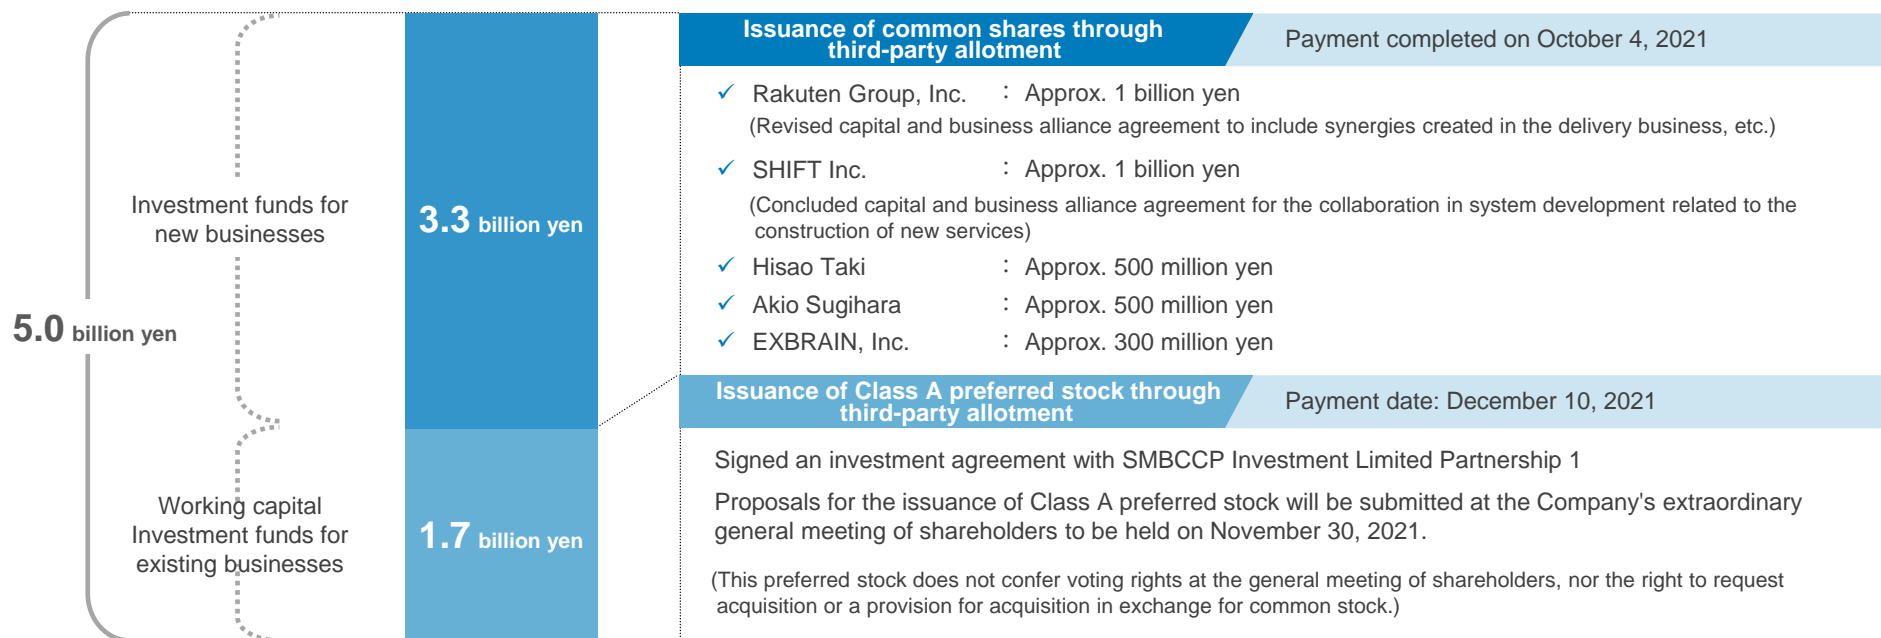 5.0 billion yen
Investment funds for
new businesses
Working capital
Investment funds for
existing businesses
3.3 billion yen
1.7 billion yen
Issuance of common shares through
third-party allotment
Payment completed on October 4, 2021
✓ Rakuten Group, Inc. : Approx. 1 billion yen
(Revised capital and business alliance agreement to include synergies created in the delivery business, etc.)
✓ SHIFT Inc. : Approx. 1 billion yen
(Concluded capital and business alliance agreement for the collaboration in system development related to the
construction of new services)
✓ Hisao Taki : Approx. 500 million yen
✓ Akio Sugihara : Approx. 500 million yen
✓ EXBRAIN, Inc. : Approx. 300 million yen
Issuance of Class A preferred stock through
third-party allotment
Payment date: December 10, 2021
Signed an investment agreement with SMBCCP Investment Limited Partnership 1
Proposals for the issuance of Class A preferred stock will be submitted at the Company's extraordinary
general meeting of shareholders to be held on November 30, 2021.
(This preferred stock does not confer voting rights at the general meeting of shareholders, nor the right to request
acquisition or a provision for acquisition in exchange for common stock.)